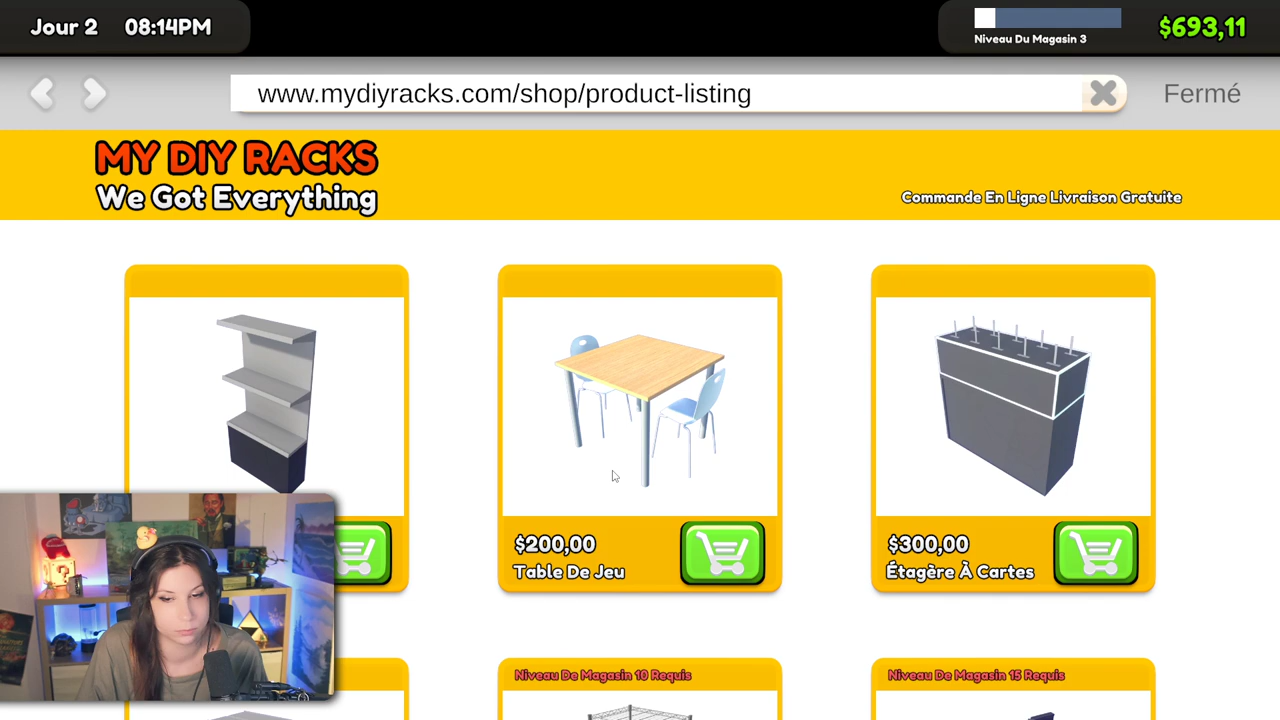 Jour 2 08:14PM
Niveau Du Magasin 3
$693,11
www.mydiyracks.com/shop/product-listing
Fermé
MY DIY RACKS
We Got Everything
Commande En Ligne Livraison Gratuite
$200,00
Table De Jeu
$300,00
Étagère À Cartes
Niveau De Magasin 10 Requis
Niveau De Magasin 15 Requis